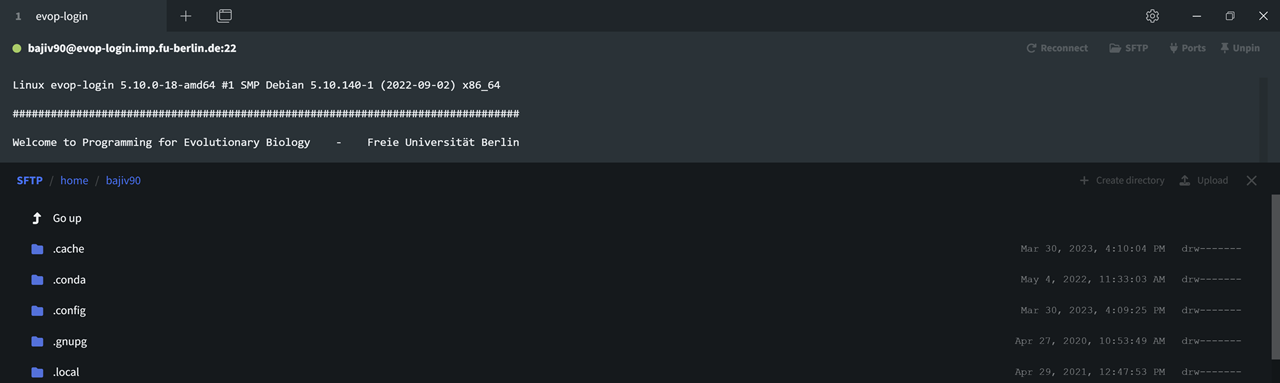 1 evop-login
bajiv90@evop-login.imp.fu-berlin.de:22 Reconnect SFTP Ports Unpin
Linux evop-login 5.10.0-18-amd64 #1 SMP Debian 5.10.140-1 (2022-09-02) x86_64
################################################################################
Welcome to Programming for Evolutionary Biology - Freie Universität Berlin
SFTP / home / bajiv90 + Create directory Upload
Go up
.cache Mar 30, 2023, 4:10:04 PM drw-------
.conda May 4, 2022, 11:33:03 AM drw-------
.config Mar 30, 2023, 4:09:25 PM drw-------
.gnupg Apr 27, 2020, 10:53:49 AM drw-------
.local Apr 29, 2021, 12:47:53 PM drw-------